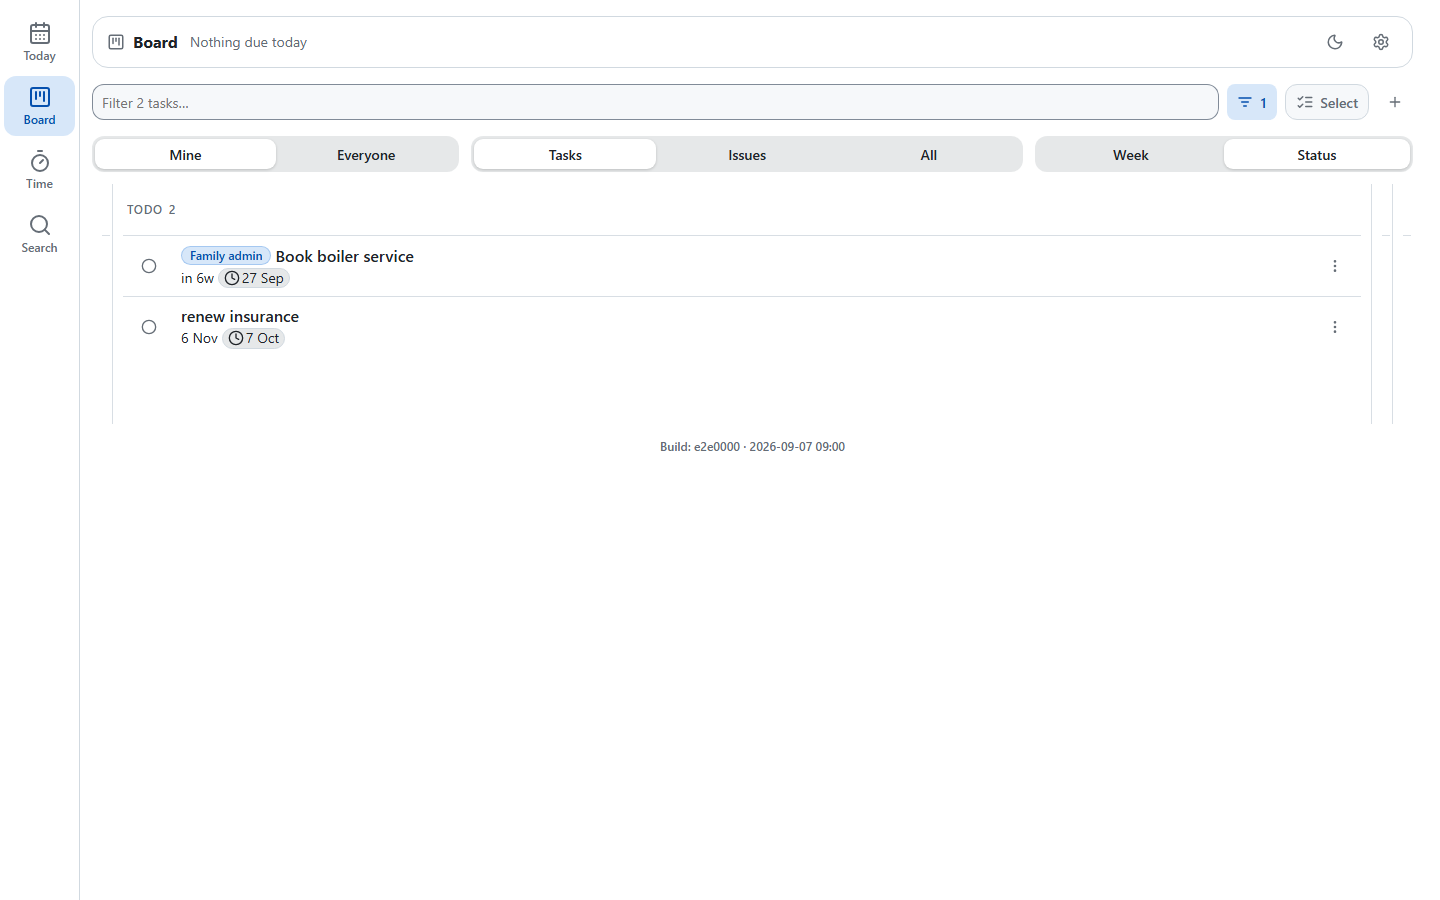 Today
Board
Time
Search
Board Nothing due today
Filter 2 tasks...
1
Select
Mine Everyone
Tasks Issues All
Week Status
TODO 2
Family admin Book boiler service
in 6w 27 Sep
renew insurance
6 Nov 7 Oct
Build: e2e0000 · 2026-09-07 09:00